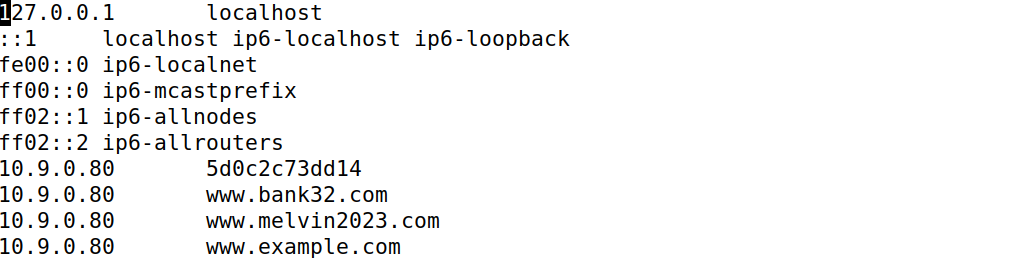 127.0.0.1       localhost
::1     localhost ip6-localhost ip6-loopback
fe00::0 ip6-localnet
ff00::0 ip6-mcastprefix
ff02::1 ip6-allnodes
ff02::2 ip6-allrouters
10.9.0.80       5d0c2c73dd14
10.9.0.80       www.bank32.com
10.9.0.80       www.melvin2023.com
10.9.0.80       www.example.com